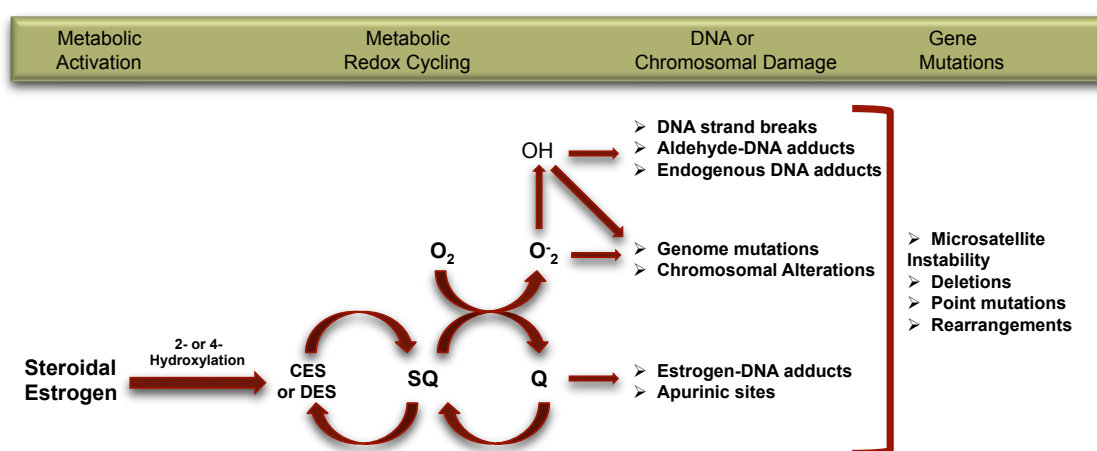 Metabolic
Activation
Metabolic
Redox Cycling
DNA or
Chromosomal Damage
Gene
Mutations
➢ DNA strand breaks
➢ Aldehyde-DNA adducts
➢ Endogenous DNA adducts
OH
O₂
O⁻₂
➢ Genome mutations
➢ Chromosomal Alterations
➢ Microsatellite
Instability
➢ Deletions
➢ Point mutations
➢ Rearrangements
Steroidal
Estrogen
2- or 4-
Hydroxylation
CES
or DES
SQ
Q
➢ Estrogen-DNA adducts
➢ Apurinic sites